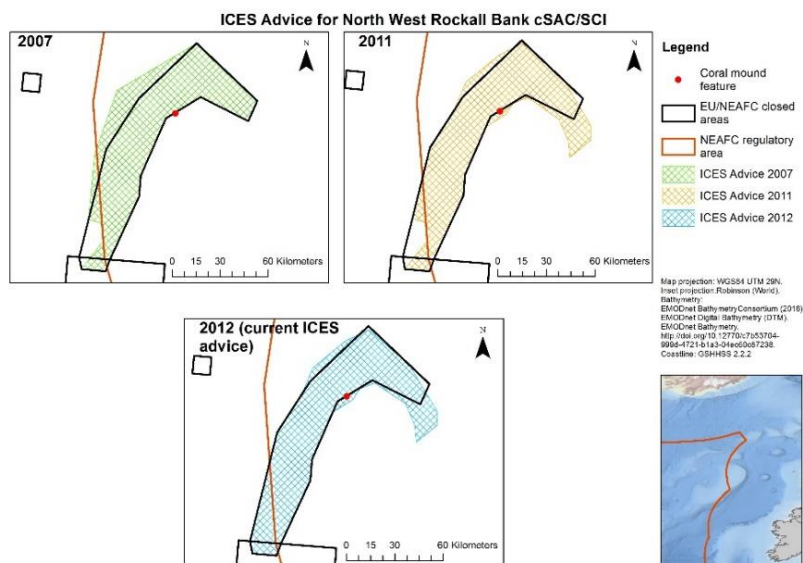 ICES Advice for North West Rockall Bank cSAC/SCI
2007
N
0 15 30 60 Kilometers
2011
N
0 15 30 60 Kilometers
2012 (current ICES
advice)
N
0 15 30 60 Kilometers
Legend
Coral mound
feature
EU/NEAFC closed
areas
NEAFC regulatory
area
ICES Advice 2007
ICES Advice 2011
ICES Advice 2012
Map projection: WGS84 UTM 29N.
Inset projection:Robinson (World).
Bathymetry:
EMODnet BathymetryConsortium (2016)
EMODnet Digital Bathymetry (DTM).
EMODnet Bathymetry.
Coastline: GSHHSS 2.2.2